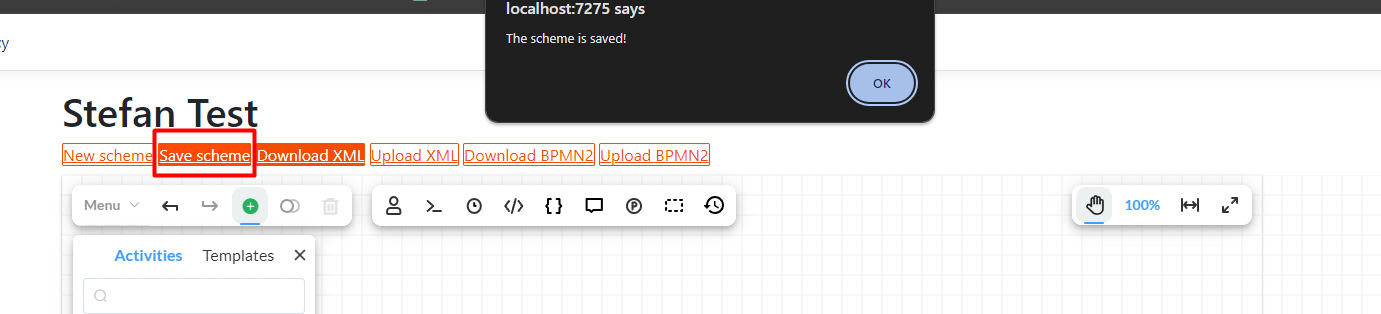 localhost:7275 says
The scheme is saved!
cy
OK
Stefan Test
New scheme Save scheme Download XML Upload XML Download BPMN2 Upload BPMN2
Menu 100%
Activities Templates